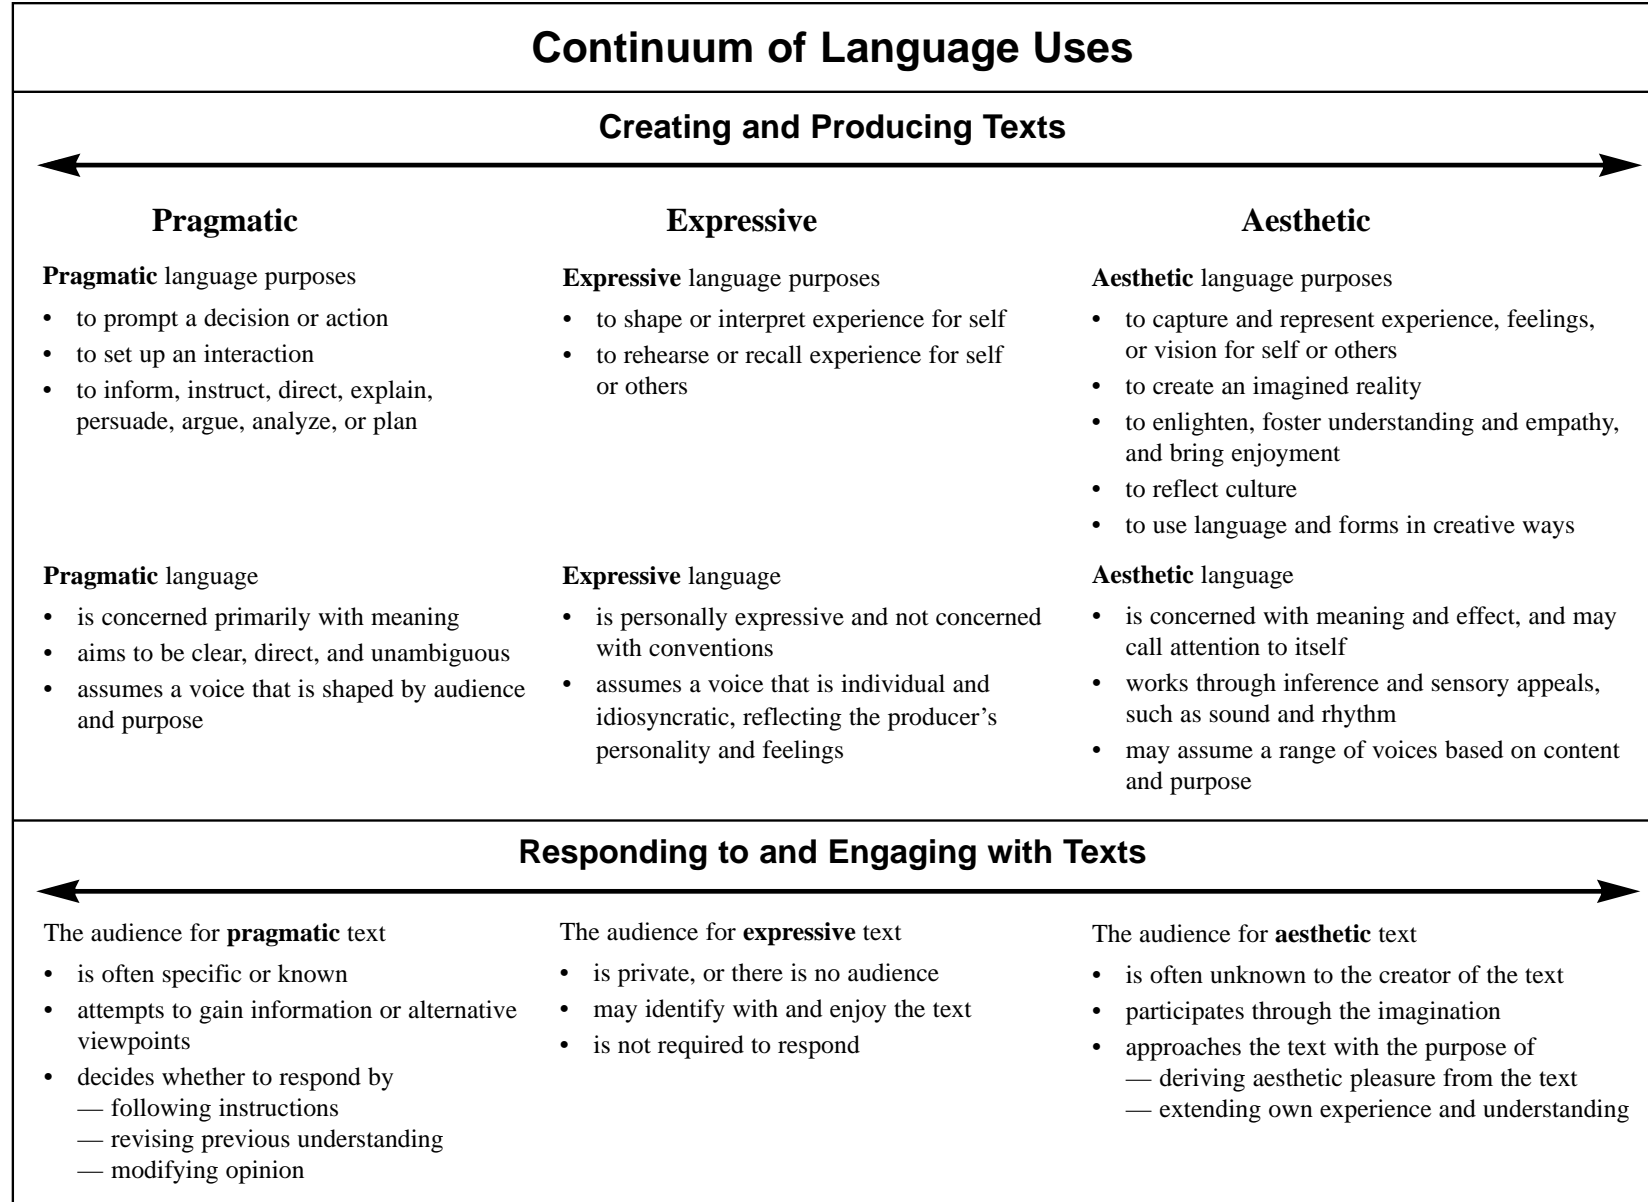 Continuum of Language Uses
Creating and Producing Texts
Pragmatic
Pragmatic language purposes
• to prompt a decision or action
• to set up an interaction
• to inform, instruct, direct, explain,
persuade, argue, analyze, or plan
Pragmatic language
• is concerned primarily with meaning
• aims to be clear, direct, and unambiguous
• assumes a voice that is shaped by audience
and purpose
Expressive
Expressive language purposes
• to shape or interpret experience for self
• to rehearse or recall experience for self
or others
Expressive language
• is personally expressive and not concerned
with conventions
• assumes a voice that is individual and
idiosyncratic, reflecting the producer’s
personality and feelings
Aesthetic
Aesthetic language purposes
• to capture and represent experience, feelings,
or vision for self or others
• to create an imagined reality
• to enlighten, foster understanding and empathy,
and bring enjoyment
• to reflect culture
• to use language and forms in creative ways
Aesthetic language
• is concerned with meaning and effect, and may
call attention to itself
• works through inference and sensory appeals,
such as sound and rhythm
• may assume a range of voices based on content
and purpose
Responding to and Engaging with Texts
The audience for pragmatic text
• is often specific or known
• attempts to gain information or alternative
viewpoints
• decides whether to respond by
— following instructions
— revising previous understanding
— modifying opinion
The audience for expressive text
• is private, or there is no audience
• may identify with and enjoy the text
• is not required to respond
The audience for aesthetic text
• is often unknown to the creator of the text
• participates through the imagination
• approaches the text with the purpose of
— deriving aesthetic pleasure from the text
— extending own experience and understanding